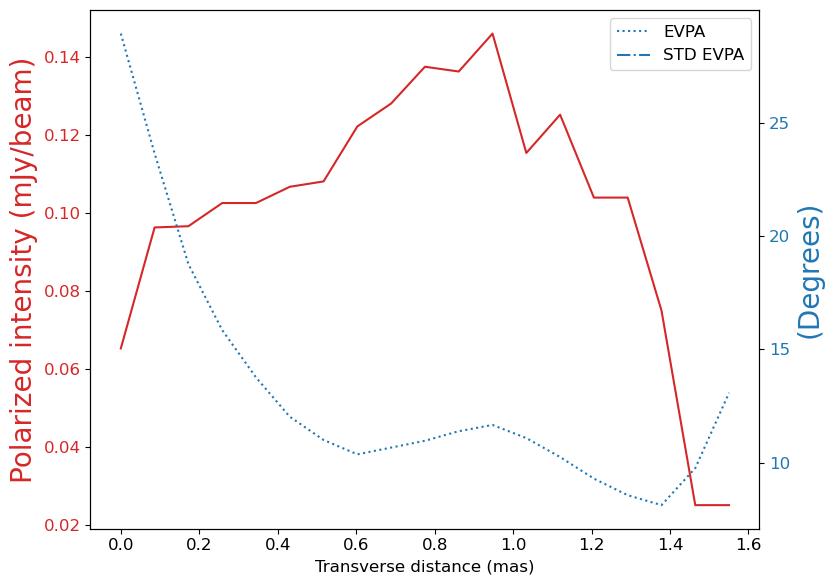 EVPA
STD EVPA
Polarized intensity (mJy/beam)
0.14
0.12
0.10
0.08
0.06
0.04
0.02
25
20
15
10
(Degrees)
0.0 0.2 0.4 0.6 0.8 1.0 1.2 1.4 1.6
Transverse distance (mas)